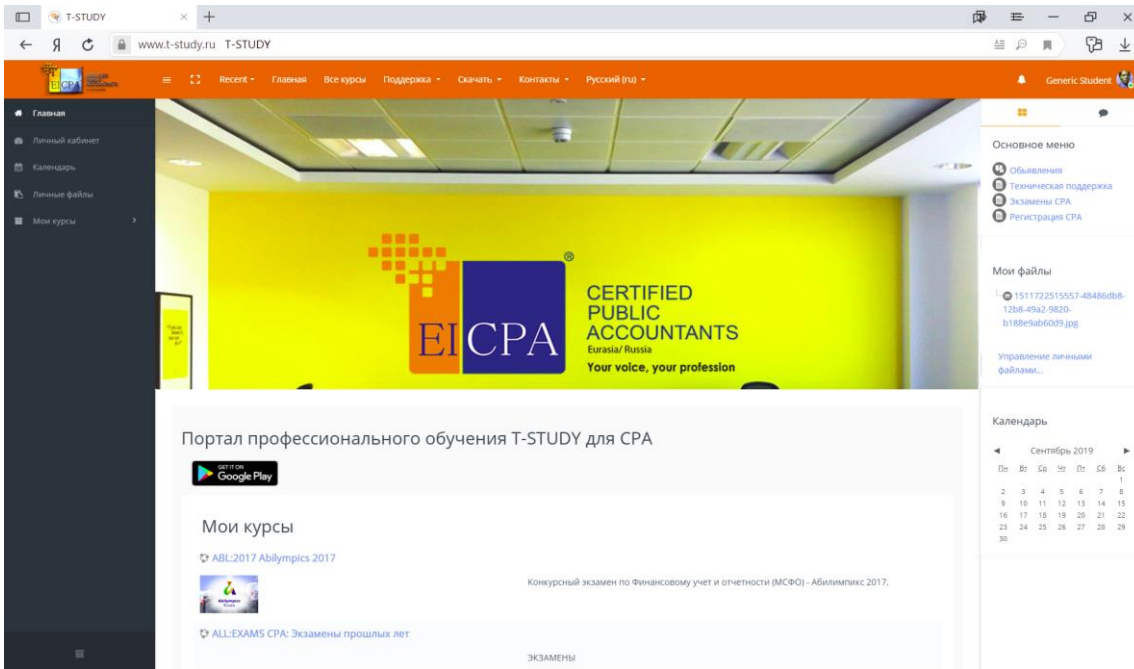 T-STUDY
www.t-study.ru T-STUDY
EICPA
Recent
Главная
Все курсы
Поддержка
Скачать
Контакты
Русский (ru)
Generic Student
Главная
Личный кабинет
Календарь
Личные файлы
Мои курсы
EICPA
®
CERTIFIED
PUBLIC
ACCOUNTANTS
Eurasia/ Russia
Your voice, your profession
Портал профессионального обучения T-STUDY для CPA
GET IT ON
Google Play
Мои курсы
ABL:2017 Abilympics 2017
Конкурсный экзамен по Финансовому учет и отчетности (МСФО) - Абилимпикс 2017.
ALL:EXAMS CPA: Экзамены прошлых лет
ЭКЗАМЕНЫ
Основное меню
Объявления
Техническая поддержка
Экзамены CPA
Регистрация CPA
Мои файлы
1511722515557-48486db8-
12b8-49a2-9820-
b188e9ab60d9.jpg
Управление личными
файлами...
Календарь
Сентябрь 2019
Пн Вт Ср Чт Пт Сб Вс
1
2 3 4 5 6 7 8
9 10 11 12 13 14 15
16 17 18 19 20 21 22
23 24 25 26 27 28 29
30